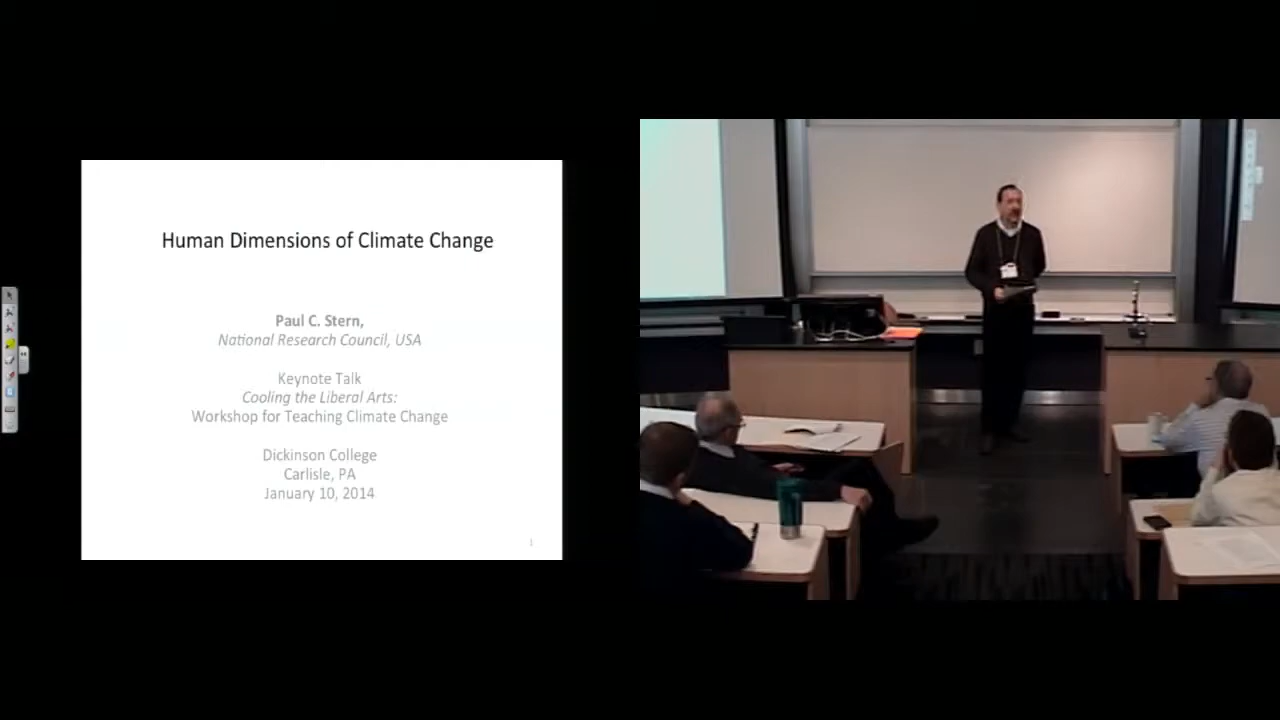 Human Dimensions of Climate Change
Paul C. Stern,
National Research Council, USA
Keynote Talk
Cooling the Liberal Arts:
Workshop for Teaching Climate Change
Dickinson College
Carlisle, PA
January 10, 2014
1